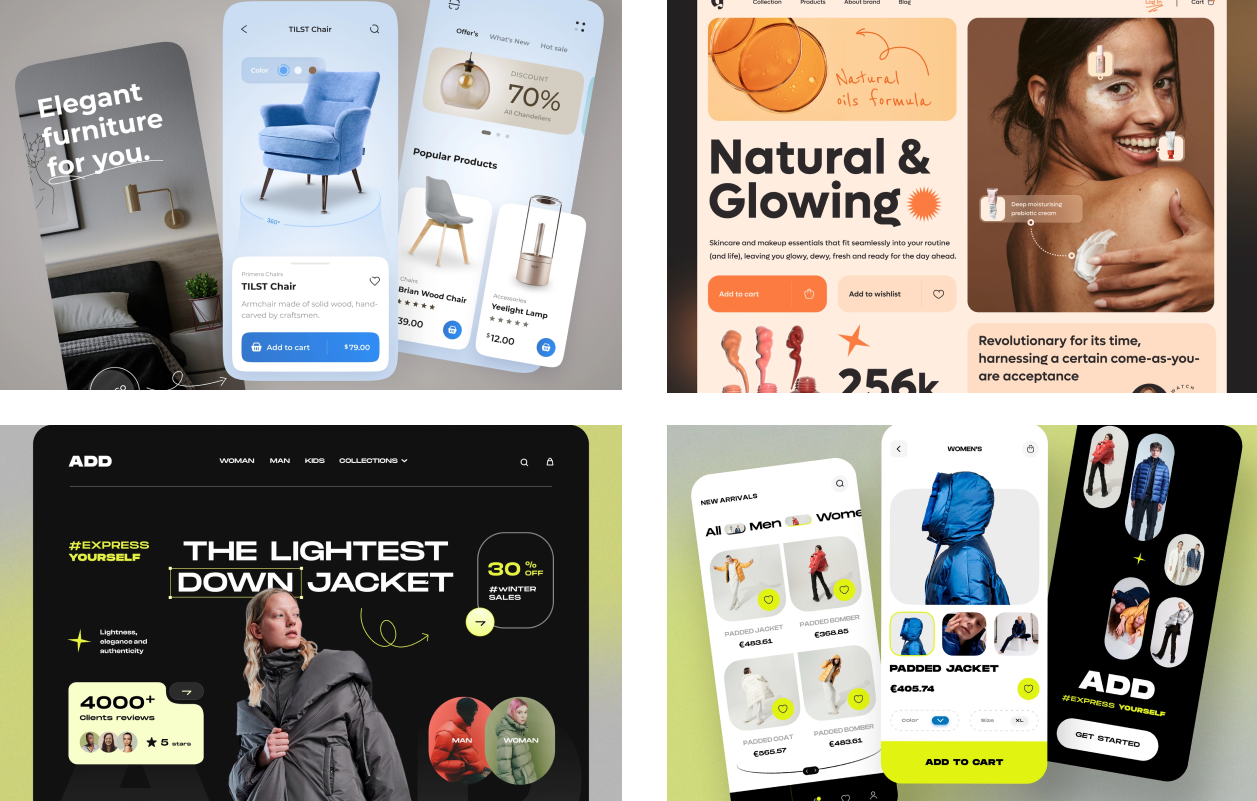 Elegant
furniture
for you.
TILST Chair
Color
360°
Primera Chairs
TILST Chair
Armchair made of solid wood, hand-
carved by craftsmen.
Add to cart
$79.00
Offer's
What's New
Hot sale
DISCOUNT
70%
All Chandeliers
Popular Products
Chairs
Brian Wood Chair
39.00
Accessories
Yeelight Lamp
$12.00
Collection
Products
About brand
Blog
Log in
Cart
Natural
oils formula
Natural &
Glowing
Skincare and makeup essentials that fit seamlessly into your routine
(and life), leaving you glowy, dewy, fresh and ready for the day ahead.
Add to cart
Add to wishlist
256k
Deep moisturising
prebiotic cream
Revolutionary for its time,
harnessing a certain come-as-you-
are acceptance
WATCH
ADD
WOMAN
MAN
KIDS
COLLECTIONS
#EXPRESS
YOURSELF
THE LIGHTEST
DOWN JACKET
30 %
OFF
#WINTER
SALES
Lightness,
elegance and
authenticity
4000+
Clients reviews
5 stars
MAN
WOMAN
NEW ARRIVALS
All
Men
Wome
PADDED JACKET
€483.61
PADDED BOMBER
€368.85
PADDED COAT
€565.57
PADDED BOMBER
€483.61
WOMEN'S
PADDED JACKET
€405.74
Color
Size
XL
ADD TO CART
ADD
#EXPRESS YOURSELF
GET STARTED